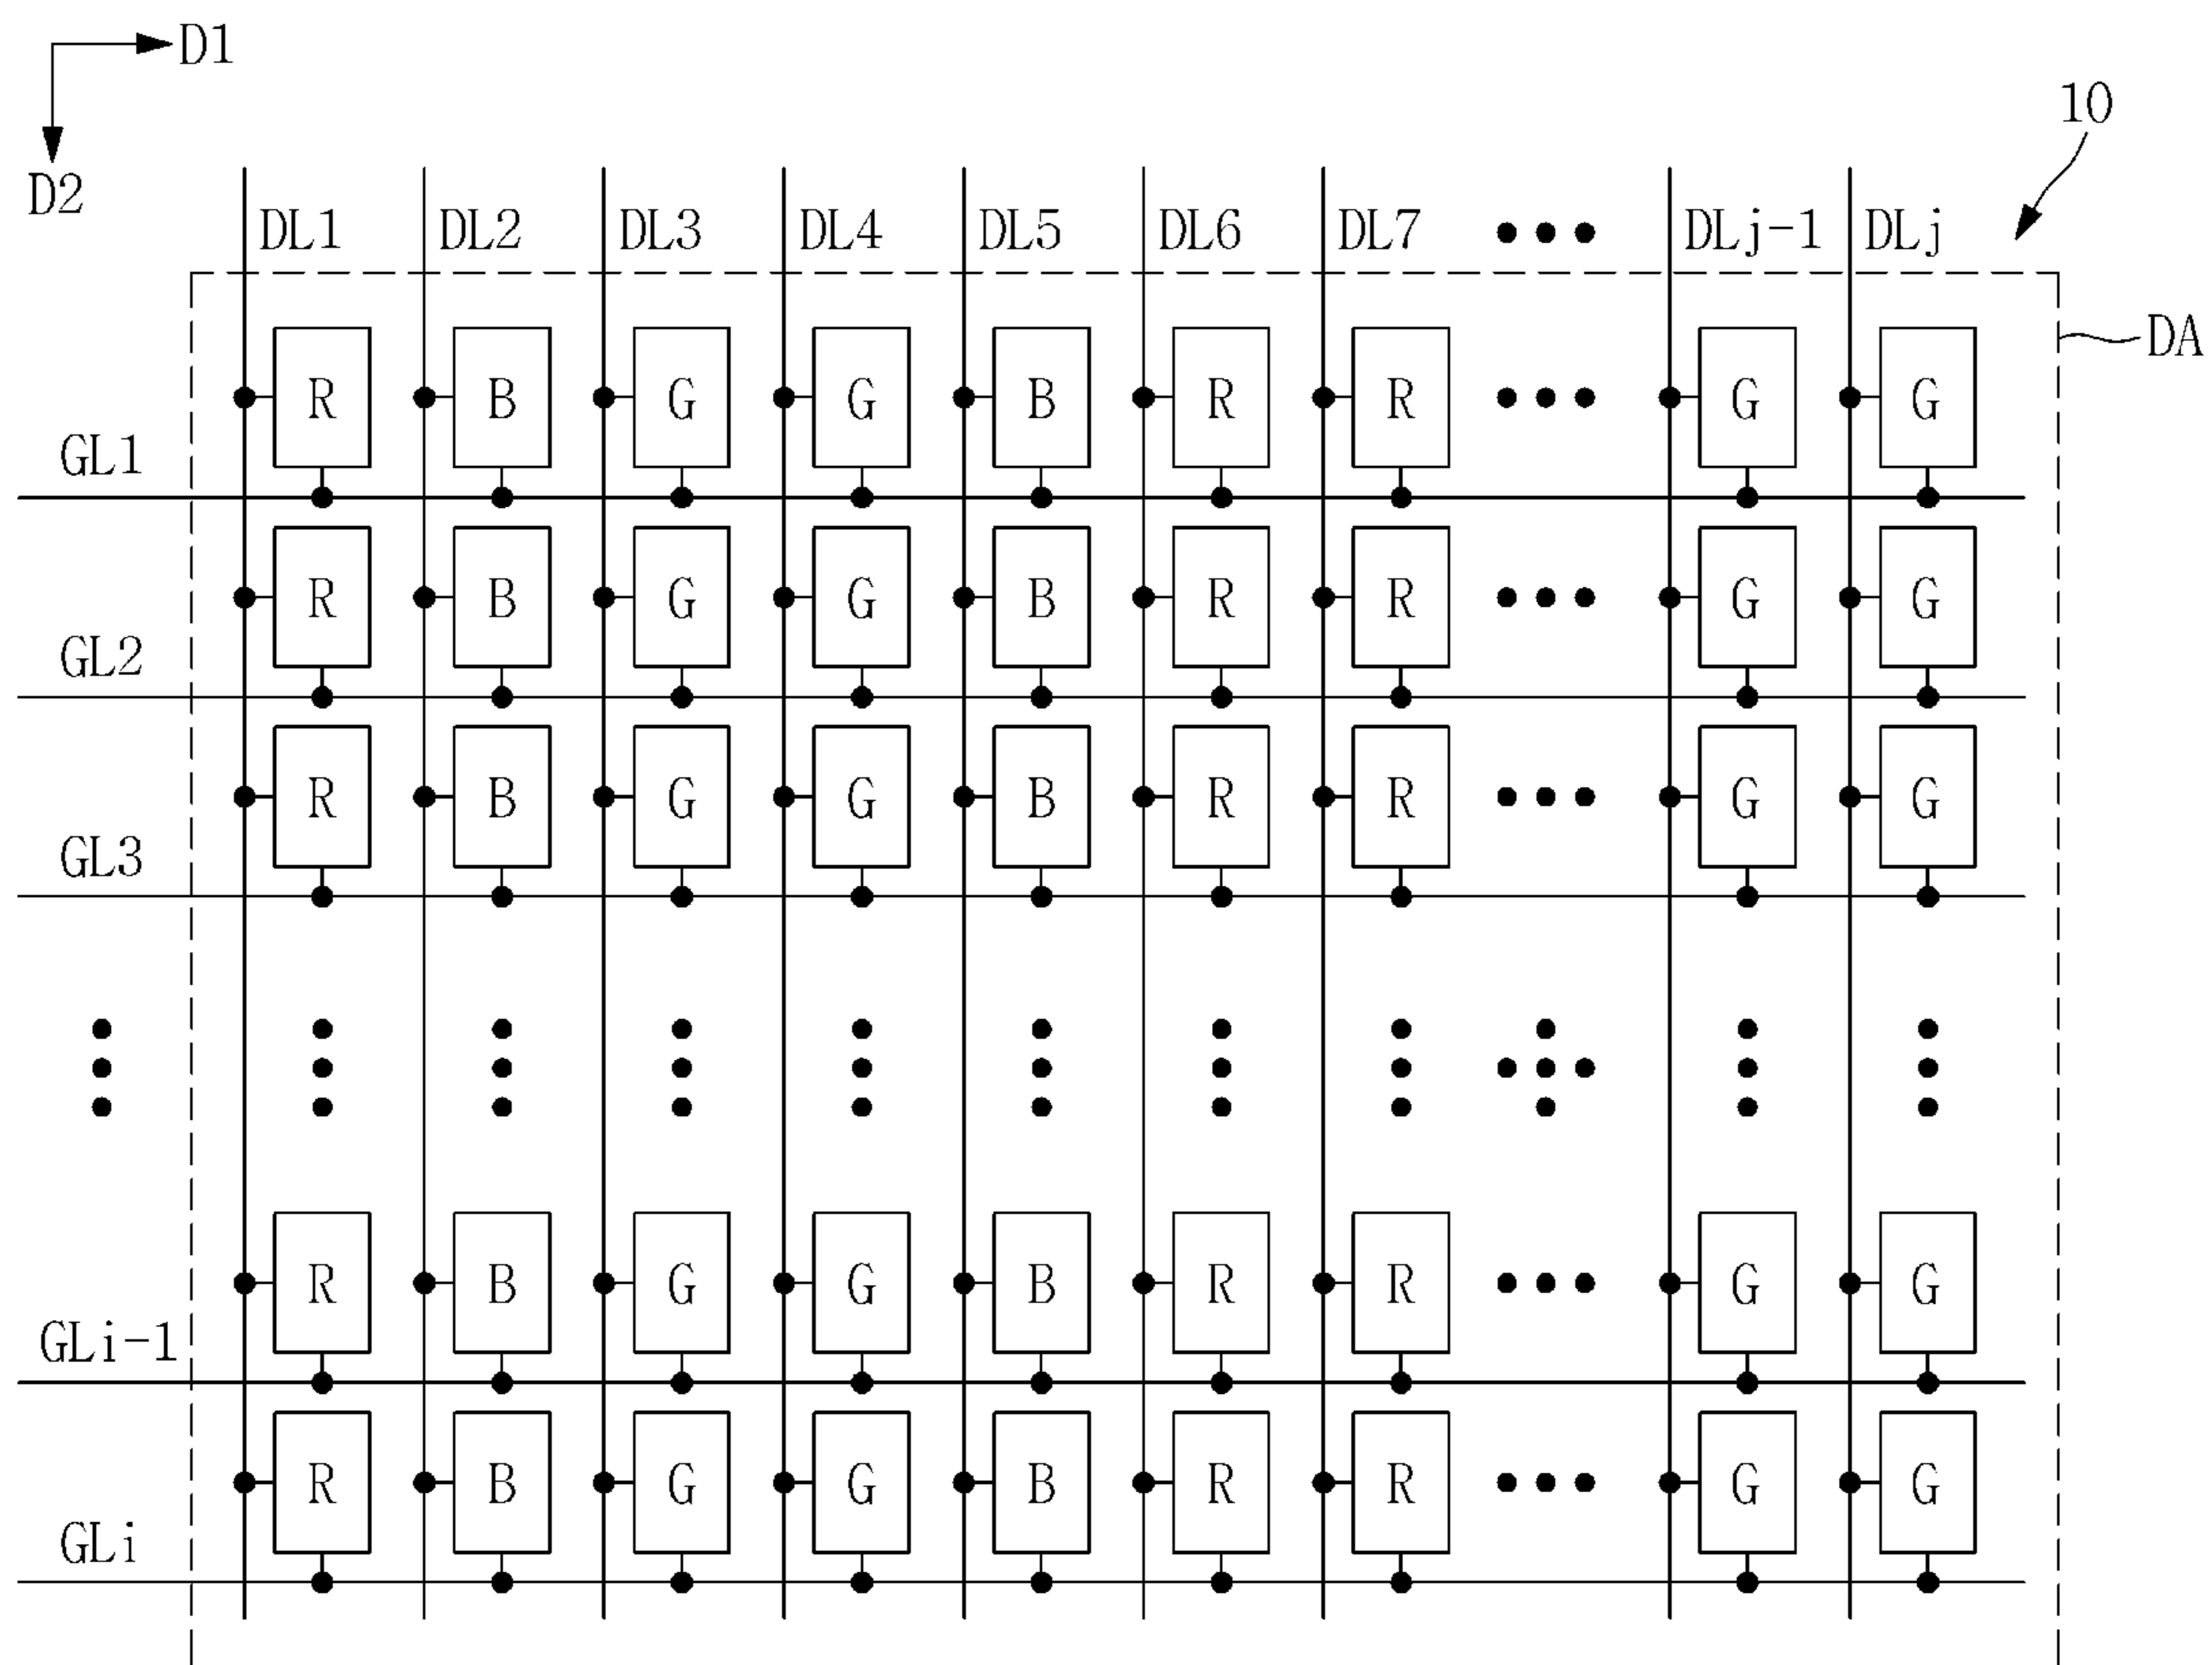 D1
10
D2
DL1 DL2 DL3 DL4 DL5 DL6 DL7 ••• DLj-1 DLj
DA
R B G G B R R ••• G G
GL1
R B G G B R R ••• G G
GL2
R B G G B R R ••• G G
GL3
R B G G B R R ••• G G
GLi-1
R B G G B R R ••• G G
GLi